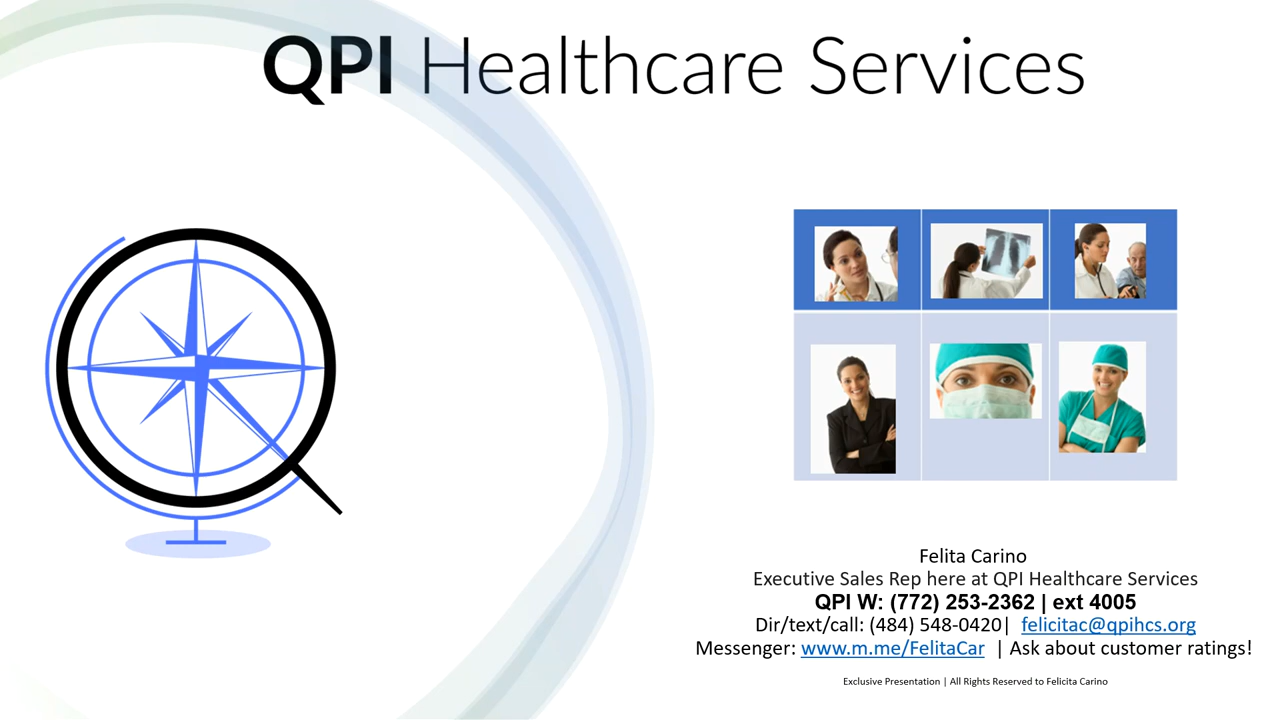 QPI Healthcare Services
Felita Carino
Executive Sales Rep here at QPI Healthcare Services
QPI W: (772) 253-2362 | ext 4005
Dir/text/call: (484) 548-0420| felicitac@qpihcs.org
Messenger: www.m.me/FelitaCar | Ask about customer ratings!
Exclusive Presentation | All Rights Reserved to Felicita Carino